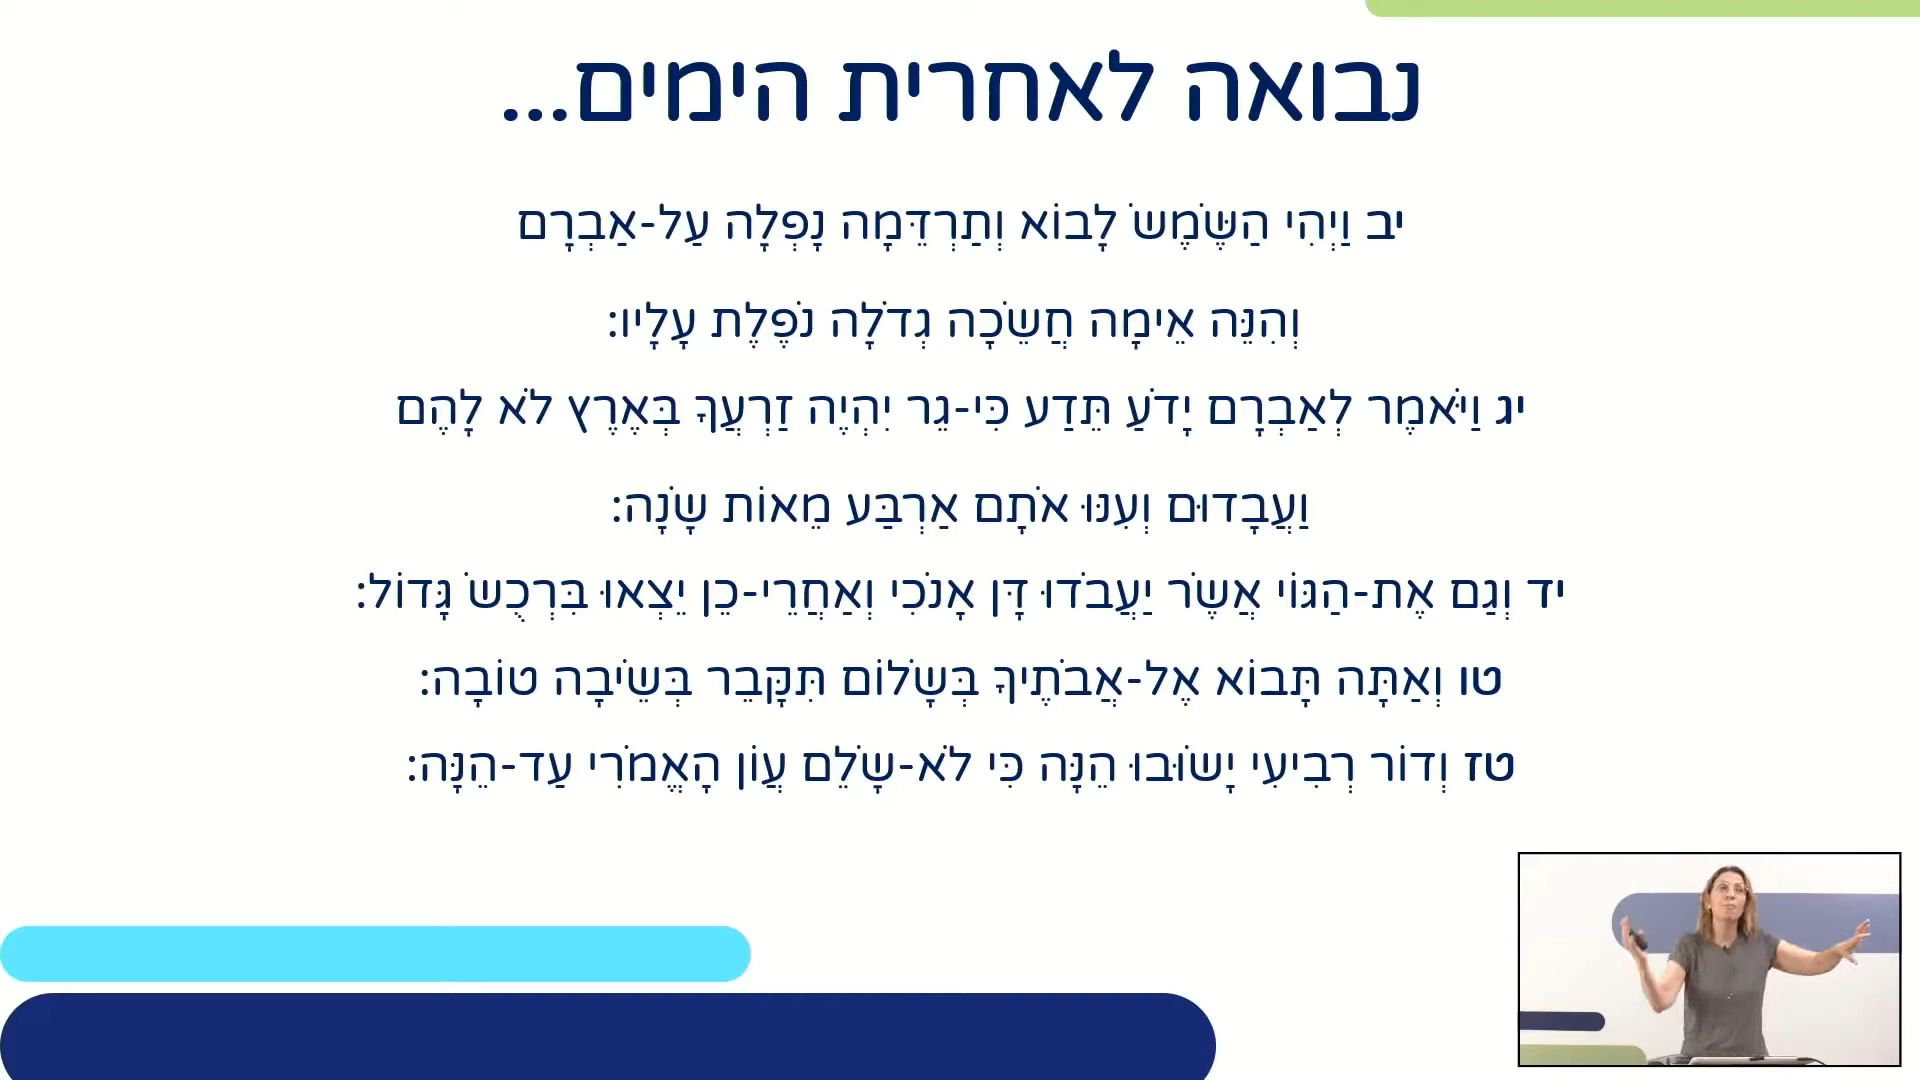 נבואה לאחרית הימים...
יב וַיְהִי הַשֶּׁמֶשׁ לָבוֹא וְתַרְדֵּמָה נָפְלָה עַל-אַבְרָם
וְהִנֵּה אֵימָה חֲשֵׁכָה גְדֹלָה נֹפֶלֶת עָלָיו:
יג וַיֹּאמֶר לְאַבְרָם יָדֹעַ תֵּדַע כִּי-גֵר יִהְיֶה זַרְעֲךָ בְּאֶרֶץ לֹא לָהֶם
וַעֲבָדוּם וְעִנּוּ אֹתָם אַרְבַּע מֵאוֹת שָׁנָה:
יד וְגַם אֶת-הַגּוֹי אֲשֶׁר יַעֲבֹדוּ דָּן אָנֹכִי וְאַחֲרֵי-כֵן יֵצְאוּ בִּרְכֻשׁ גָּדוֹל:
טו וְאַתָּה תָּבוֹא אֶל-אֲבֹתֶיךָ בְּשָׁלוֹם תִּקָּבֵר בְּשֵׂיבָה טוֹבָה:
טז וְדוֹר רְבִיעִי יָשׁוּבוּ הֵנָּה כִּי לֹא-שָׁלֵם עֲוֹן הָאֱמֹרִי עַד-הֵנָּה: